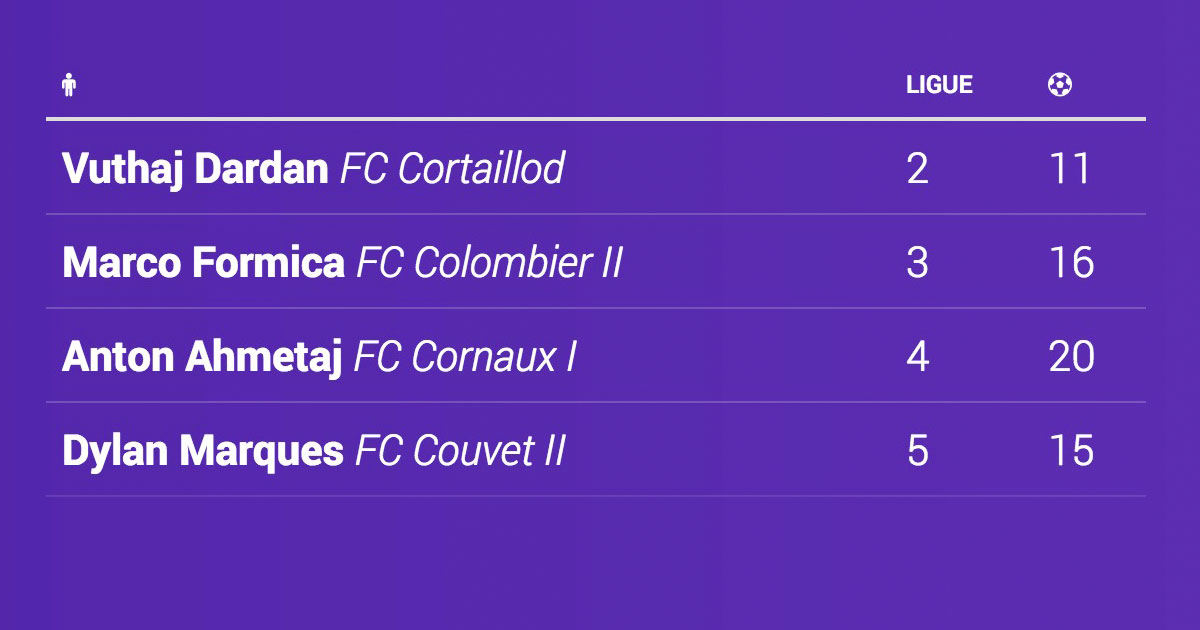 LIGUE
Vuthaj Dardan FC Cortaillod 2 11
Marco Formica FC Colombier II 3 16
Anton Ahmetaj FC Cornaux I 4 20
Dylan Marques FC Couvet II 5 15